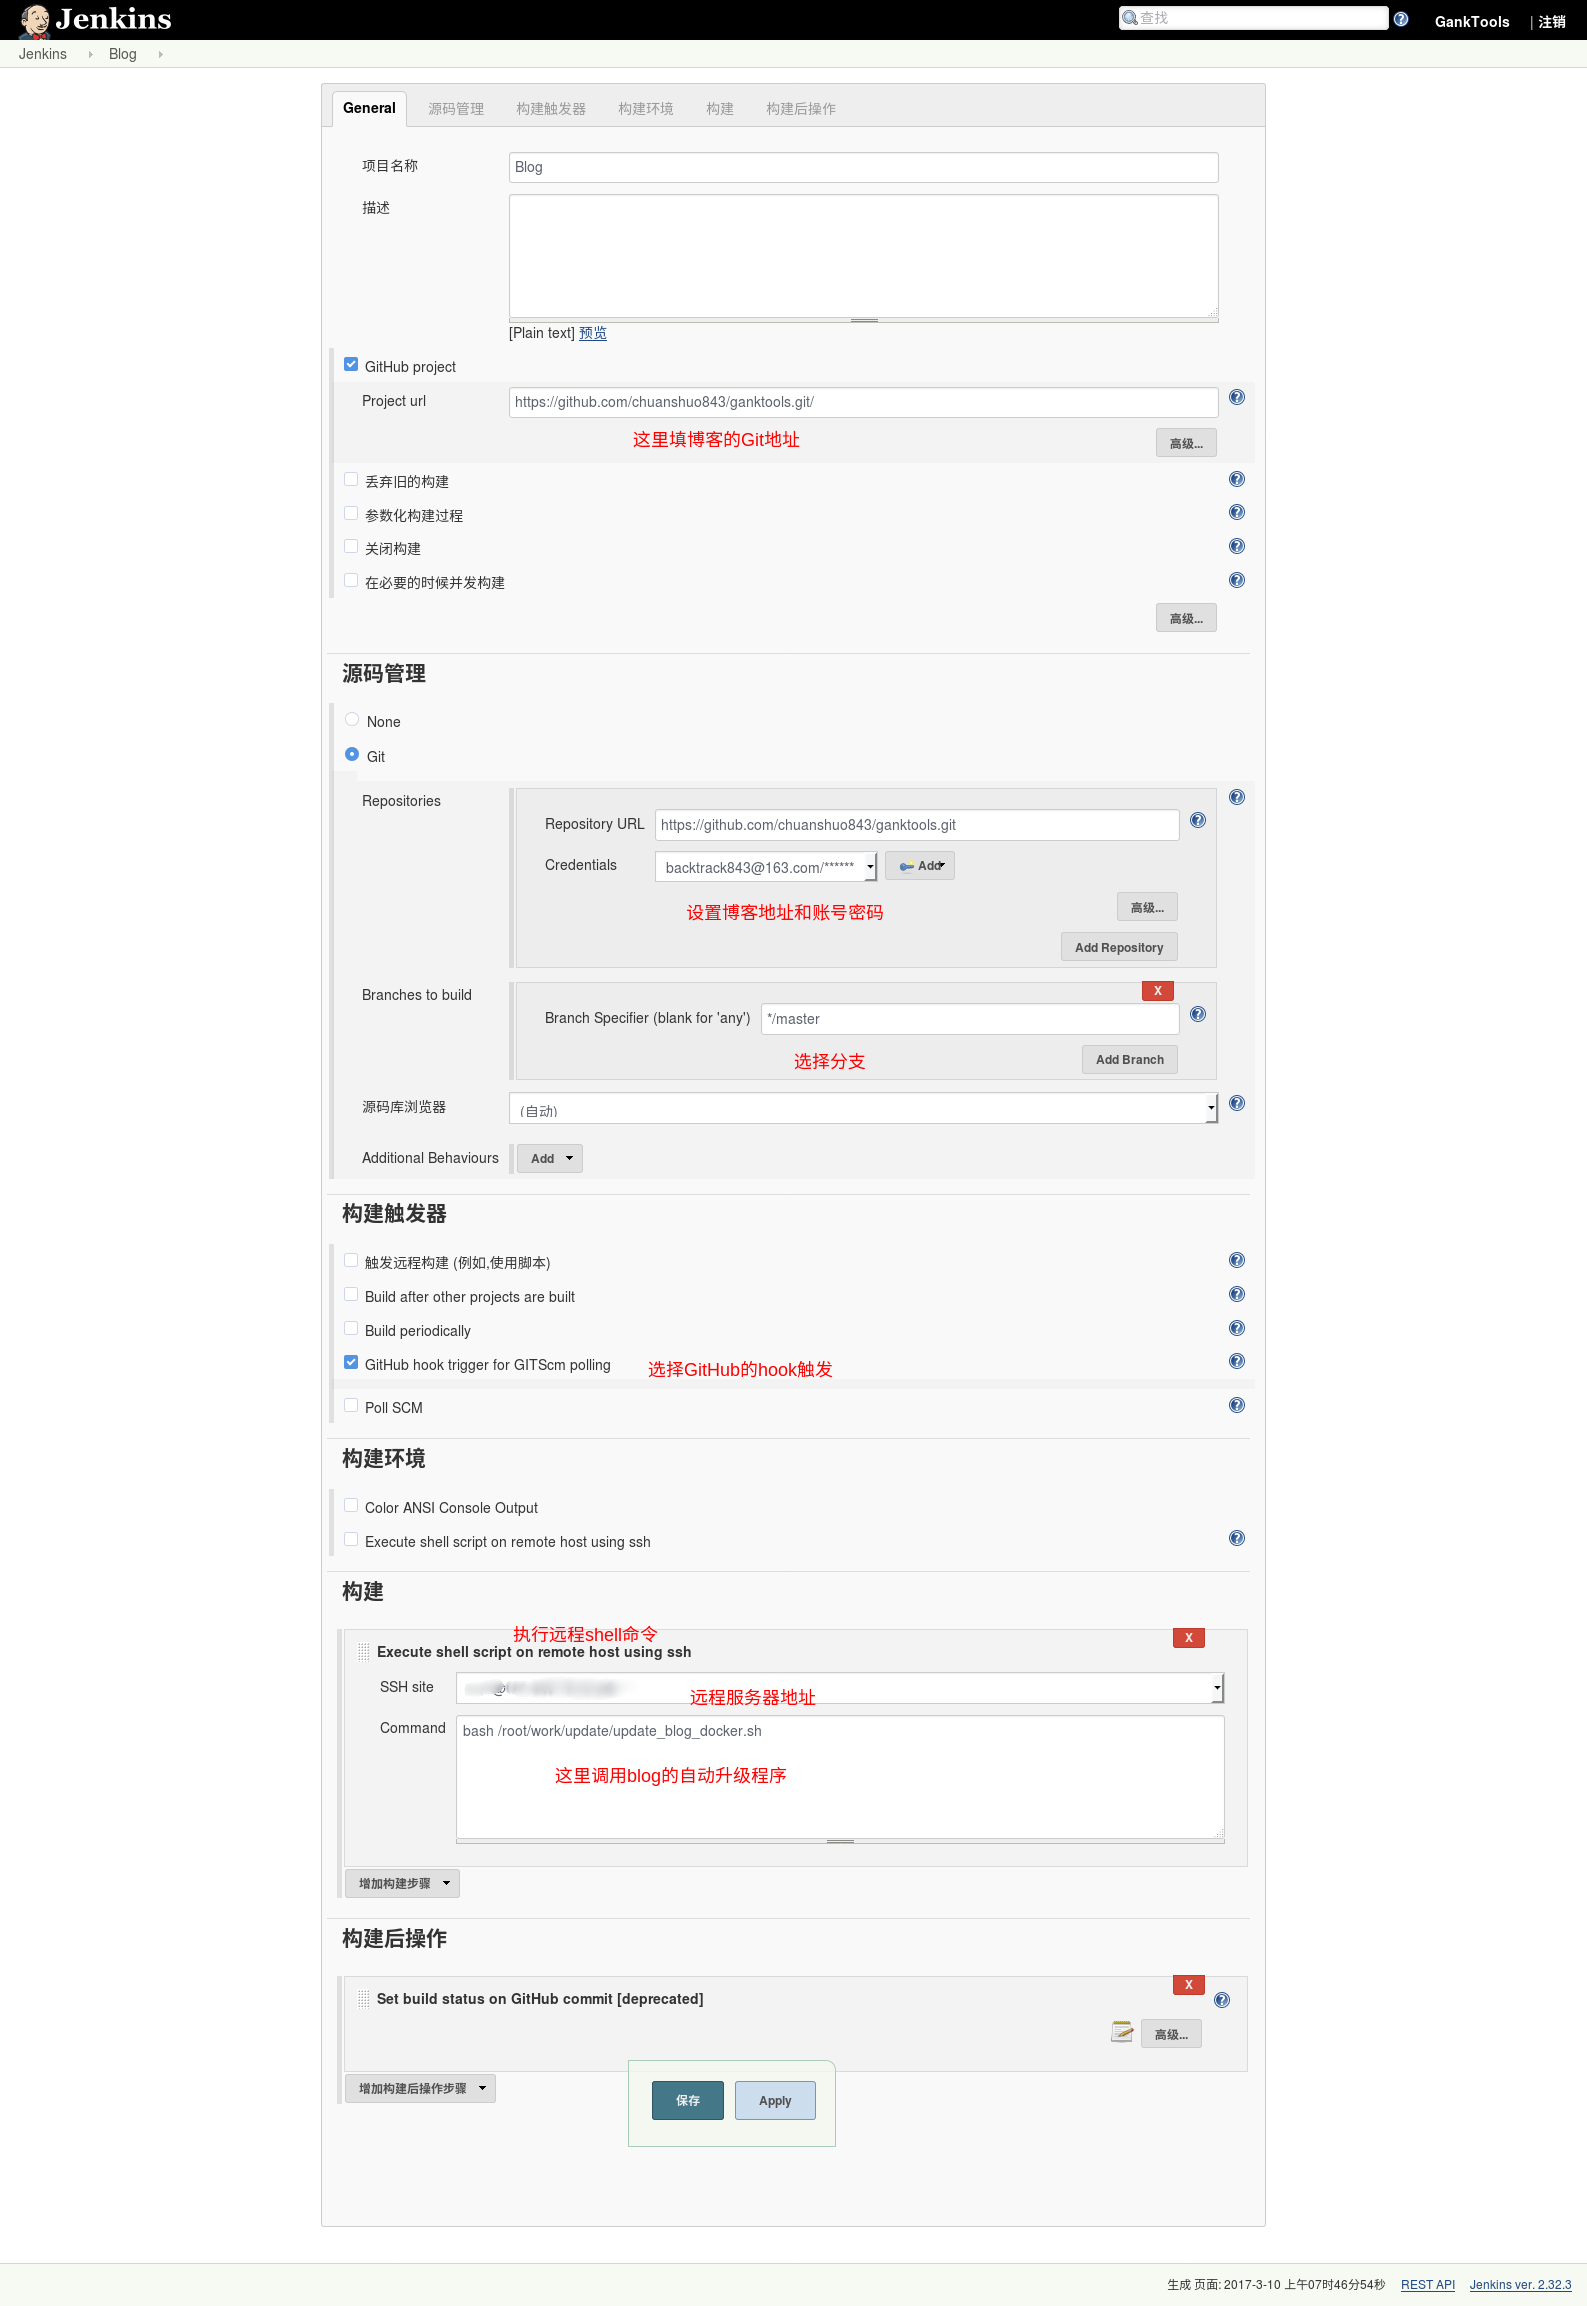 Jenkins
查找
GankTools | 注销
Jenkins Blog
General 源码管理 构建触发器 构建环境 构建 构建后操作
项目名称 Blog
描述
[Plain text] 预览
GitHub project
Project url https://github.com/chuanshuo843/ganktools.git/
这里填博客的Git地址
高级...
丢弃旧的构建
参数化构建过程
关闭构建
在必要的时候并发构建
高级...
源码管理
None
Git
Repositories
Repository URL https://github.com/chuanshuo843/ganktools.git
Credentials backtrack843@163.com/****** Add
设置博客地址和账号密码
高级...
Add Repository
Branches to build
X
Branch Specifier (blank for 'any') */master
选择分支
Add Branch
源码库浏览器 (自动)
Additional Behaviours Add
构建触发器
触发远程构建 (例如,使用脚本)
Build after other projects are built
Build periodically
GitHub hook trigger for GITScm polling 选择GitHub的hook触发
Poll SCM
构建环境
Color ANSI Console Output
Execute shell script on remote host using ssh
构建
执行远程shell命令
X
Execute shell script on remote host using ssh
SSH site @
远程服务器地址
Command bash /root/work/update/update_blog_docker.sh
这里调用blog的自动升级程序
增加构建步骤
构建后操作
X
Set build status on GitHub commit [deprecated]
高级...
增加构建后操作步骤
保存 Apply
生成 页面: 2017-3-10 上午07时46分54秒 REST API Jenkins ver. 2.32.3